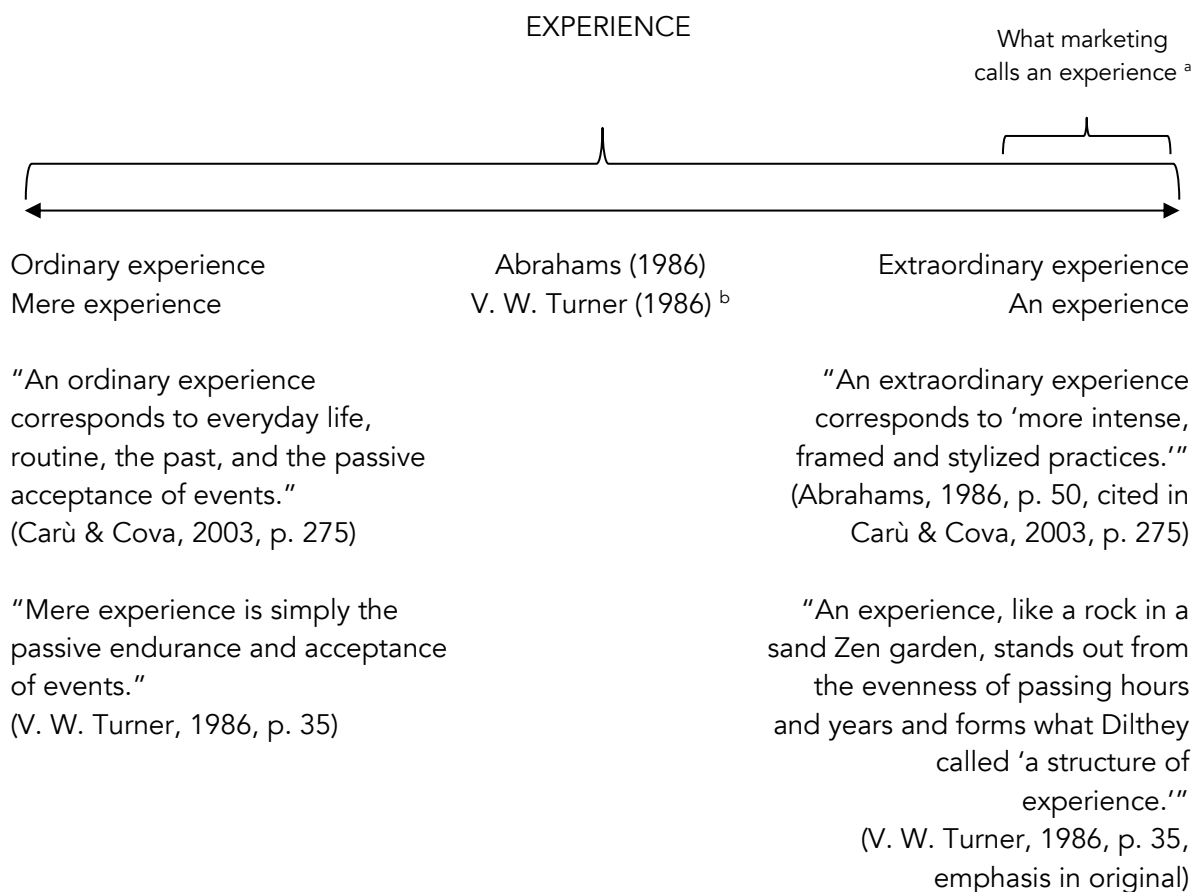 EXPERIENCE
What marketing
calls an experience ᵃ
Ordinary experience
Abrahams (1986)
Extraordinary experience
Mere experience
V. W. Turner (1986) ᵇ
An experience
“An ordinary experience
corresponds to everyday life,
routine, the past, and the passive
acceptance of events.”
(Carù & Cova, 2003, p. 275)
“An extraordinary experience
corresponds to ‘more intense,
framed and stylized practices.’”
(Abrahams, 1986, p. 50, cited in
Carù & Cova, 2003, p. 275)
“Mere experience is simply the
passive endurance and acceptance
of events.”
(V. W. Turner, 1986, p. 35)
“An experience, like a rock in a
sand Zen garden, stands out from
the evenness of passing hours
and years and forms what Dilthey
called ‘a structure of
experience.’”
(V. W. Turner, 1986, p. 35,
emphasis in original)